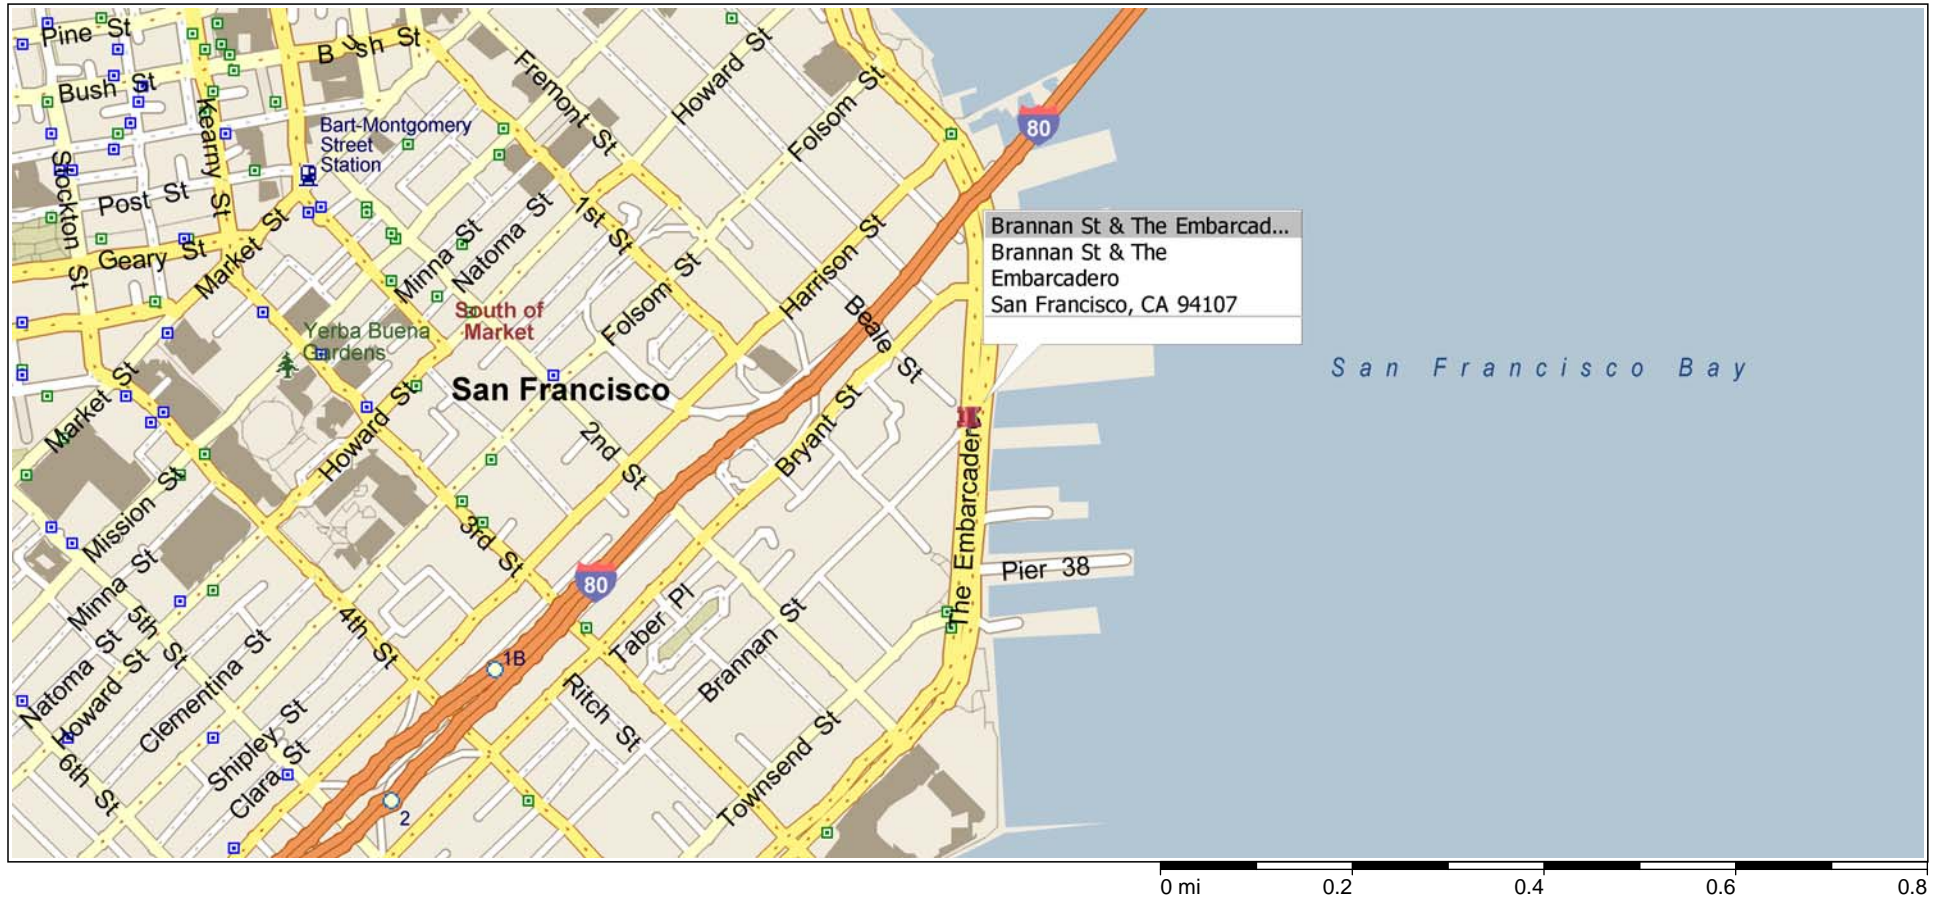 Pine St
Bush St
Bush St
Kearny St
Stockton St
Post St
Geary St
Market St
Bart-Montgomery
Street
Station
Fremont St
Howard St
Folsom St
1st St
Minna St
Natoma St
South of
Market
Folsom St
Harrison St
Beale St
Yerba Buena
Gardens
San Francisco
Market St
Howard St
2nd St
Bryant St
80
Brannan St & The Embarcad...
Brannan St & The
Embarcadero
San Francisco, CA 94107
San Francisco Bay
Mission St
Minna St
3rd St
80
The Embarcadero
Pier 38
Natoma St
5th St
Howard St
4th St
Taber Pl
Brannan St
1B
Clementina St
Ritch St
Shipley St
Clara St
6th St
Townsend St
2
0 mi 0.2 0.4 0.6 0.8